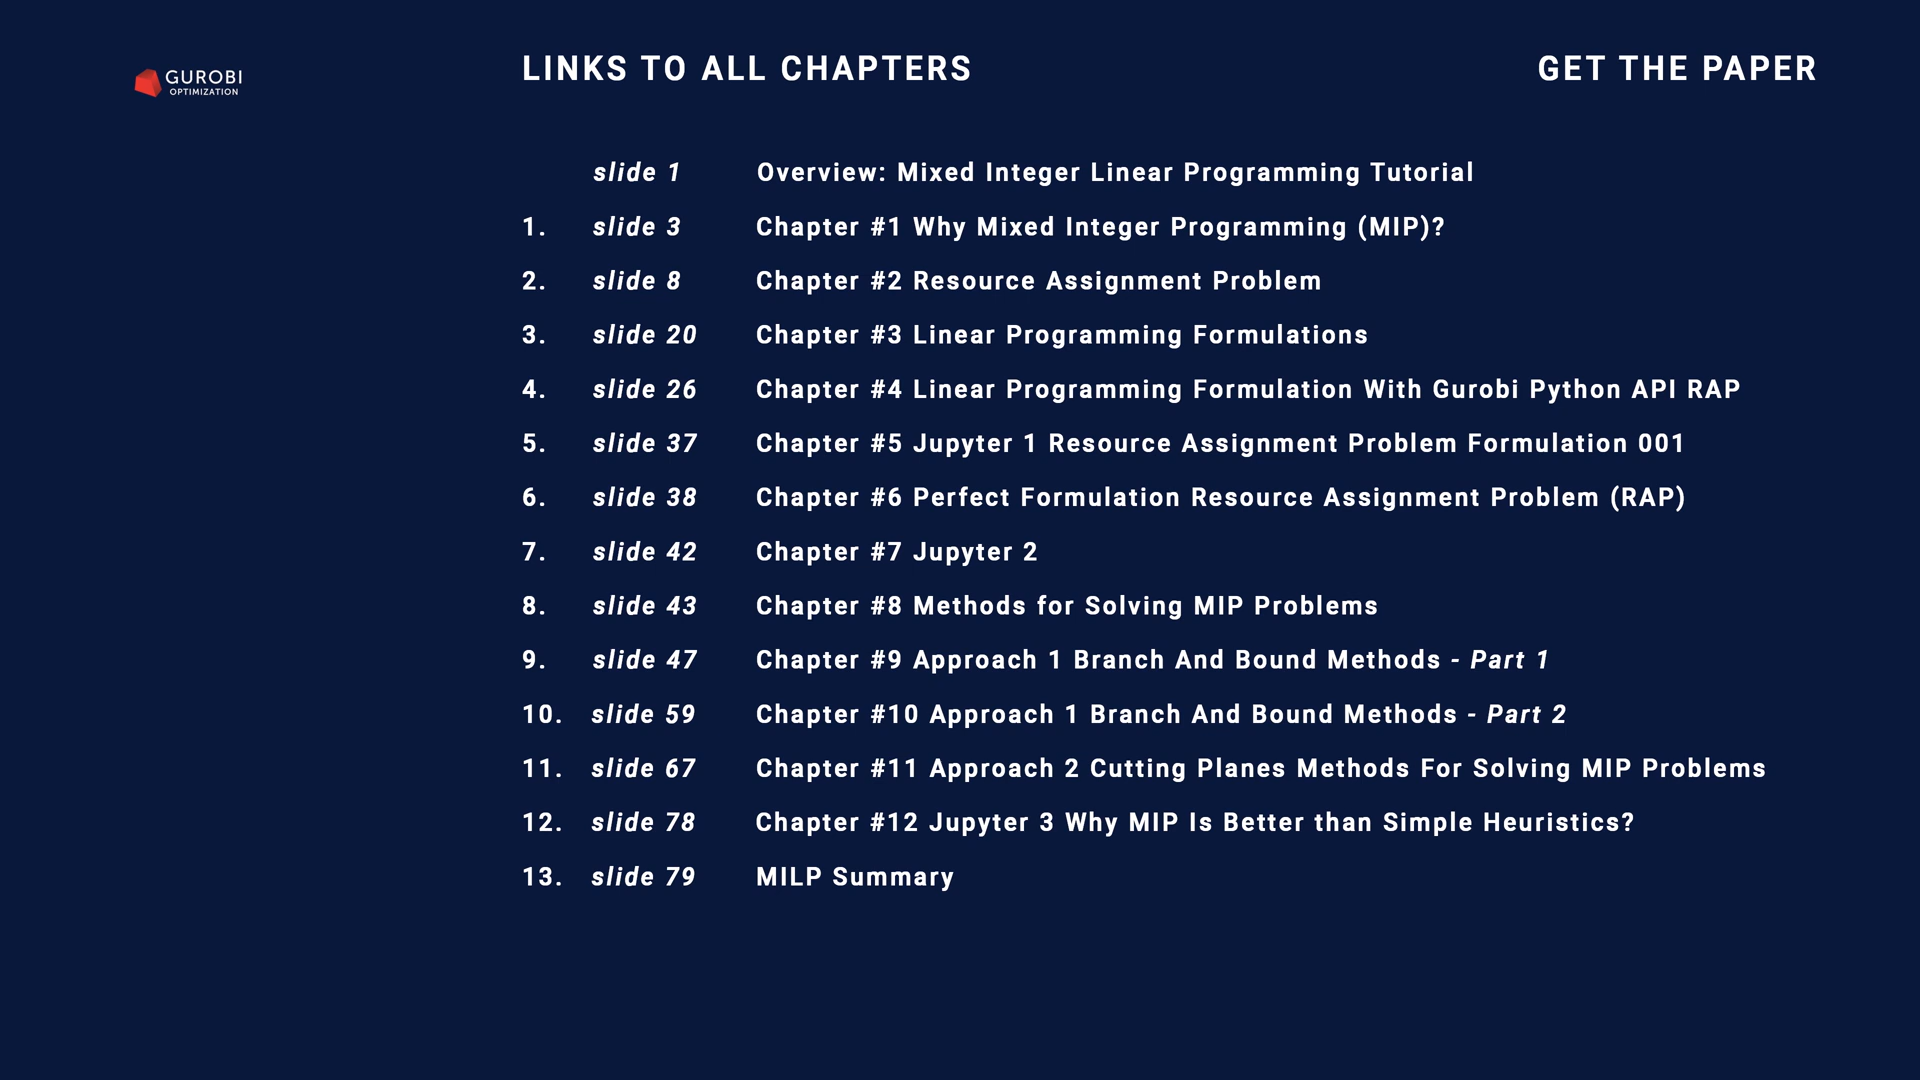 GUROBI
OPTIMIZATION
LINKS TO ALL CHAPTERS
GET THE PAPER
slide 1 Overview: Mixed Integer Linear Programming Tutorial
1. slide 3 Chapter #1 Why Mixed Integer Programming (MIP)?
2. slide 8 Chapter #2 Resource Assignment Problem
3. slide 20 Chapter #3 Linear Programming Formulations
4. slide 26 Chapter #4 Linear Programming Formulation With Gurobi Python API RAP
5. slide 37 Chapter #5 Jupyter 1 Resource Assignment Problem Formulation 001
6. slide 38 Chapter #6 Perfect Formulation Resource Assignment Problem (RAP)
7. slide 42 Chapter #7 Jupyter 2
8. slide 43 Chapter #8 Methods for Solving MIP Problems
9. slide 47 Chapter #9 Approach 1 Branch And Bound Methods - Part 1
10. slide 59 Chapter #10 Approach 1 Branch And Bound Methods - Part 2
11. slide 67 Chapter #11 Approach 2 Cutting Planes Methods For Solving MIP Problems
12. slide 78 Chapter #12 Jupyter 3 Why MIP Is Better than Simple Heuristics?
13. slide 79 MILP Summary